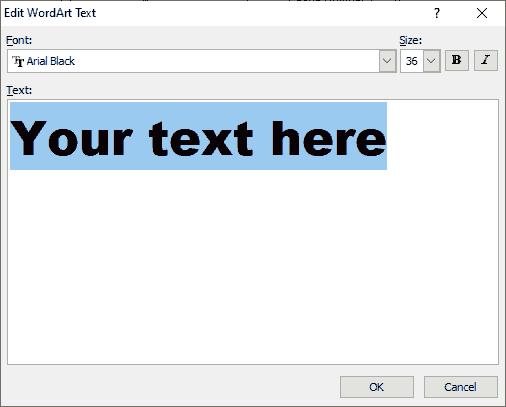 Edit WordArt Text ?
Font: Size:
Arial Black 36 B I
Text:
Your text here
OK Cancel